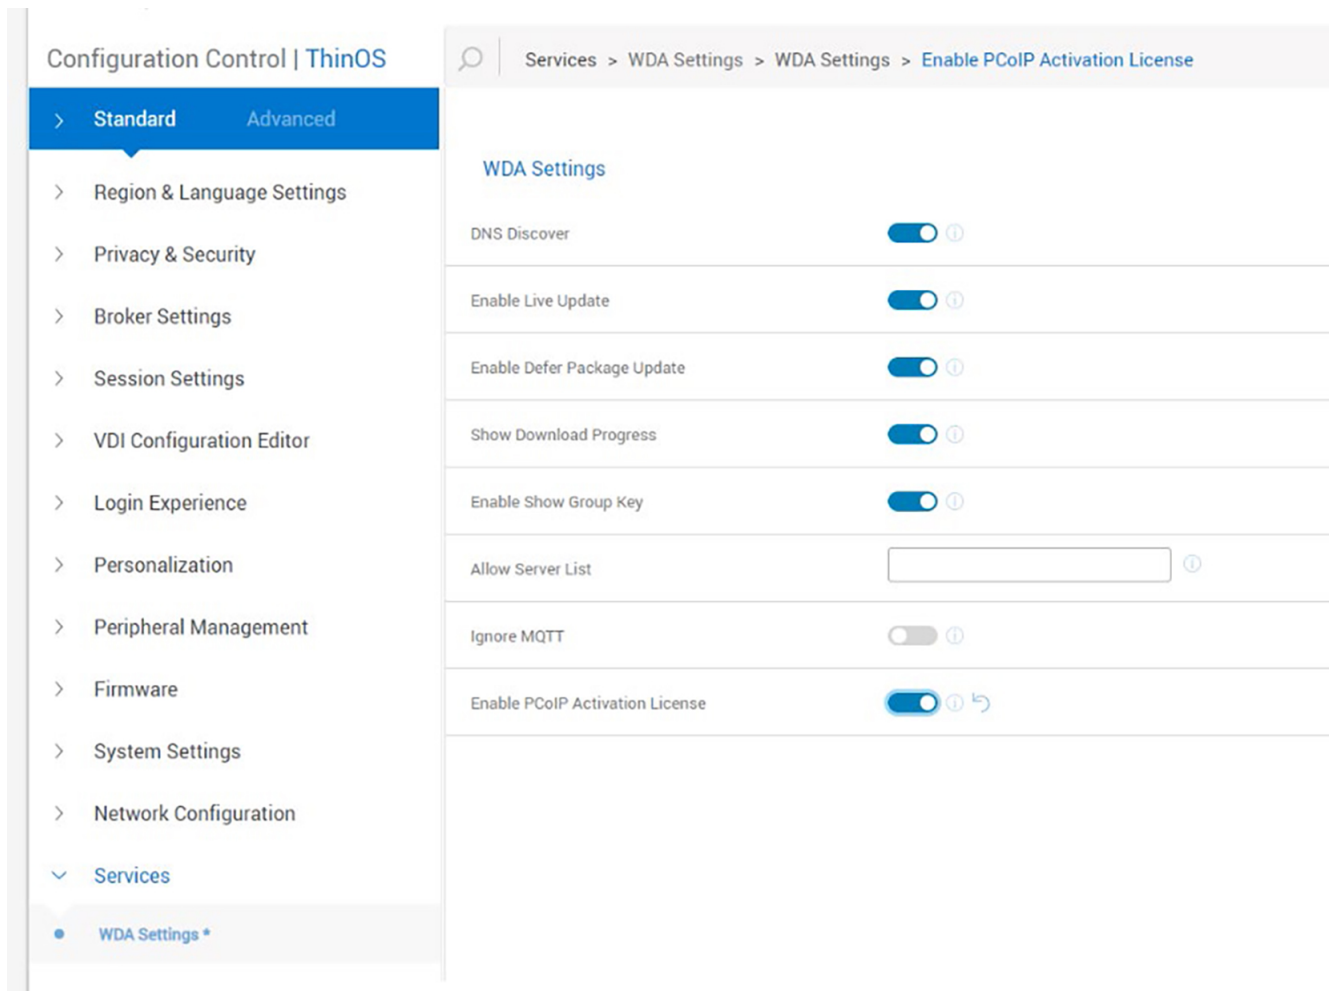 Configuration Control | ThinOS
Services > WDA Settings > WDA Settings > Enable PCoIP Activation License
Standard Advanced
Region & Language Settings
Privacy & Security
Broker Settings
Session Settings
VDI Configuration Editor
Login Experience
Personalization
Peripheral Management
Firmware
System Settings
Network Configuration
Services
WDA Settings *
WDA Settings
DNS Discover
Enable Live Update
Enable Defer Package Update
Show Download Progress
Enable Show Group Key
Allow Server List
Ignore MQTT
Enable PCoIP Activation License